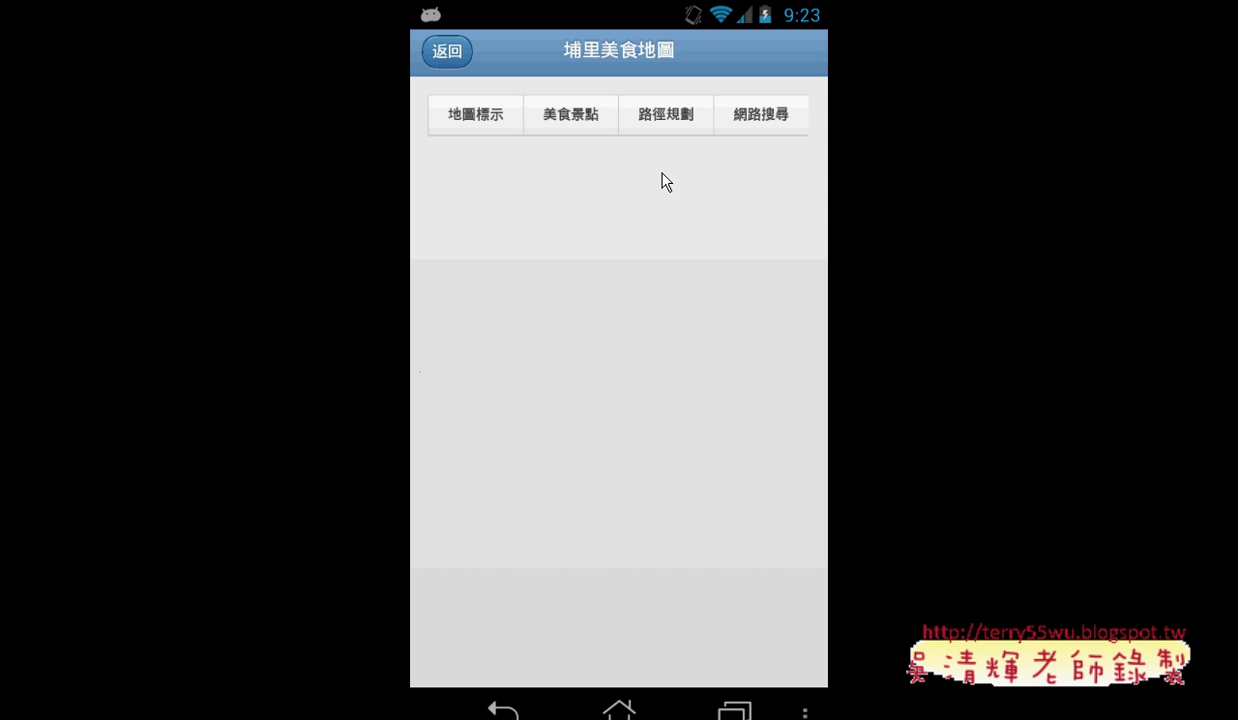 9:23
返回
埔里美食地圖
地圖標示
美食景點
路徑規劃
網路搜尋
http://terry55wu.blogspot.tw
吳清輝老師錄製